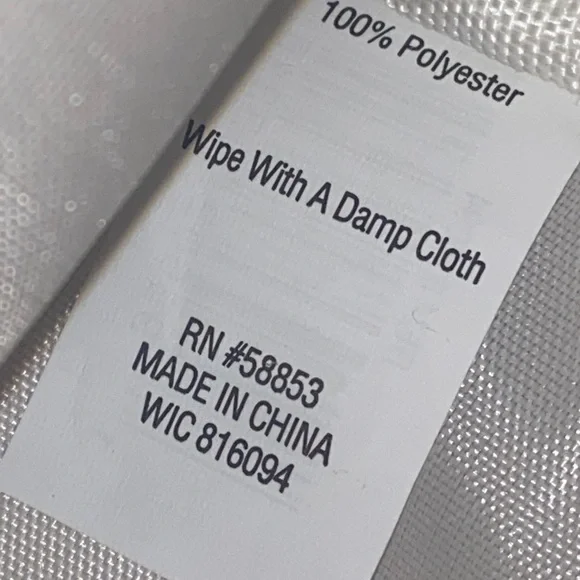 100% Polyester
Wipe With A Damp Cloth
RN #58853
MADE IN CHINA
WIC 816094